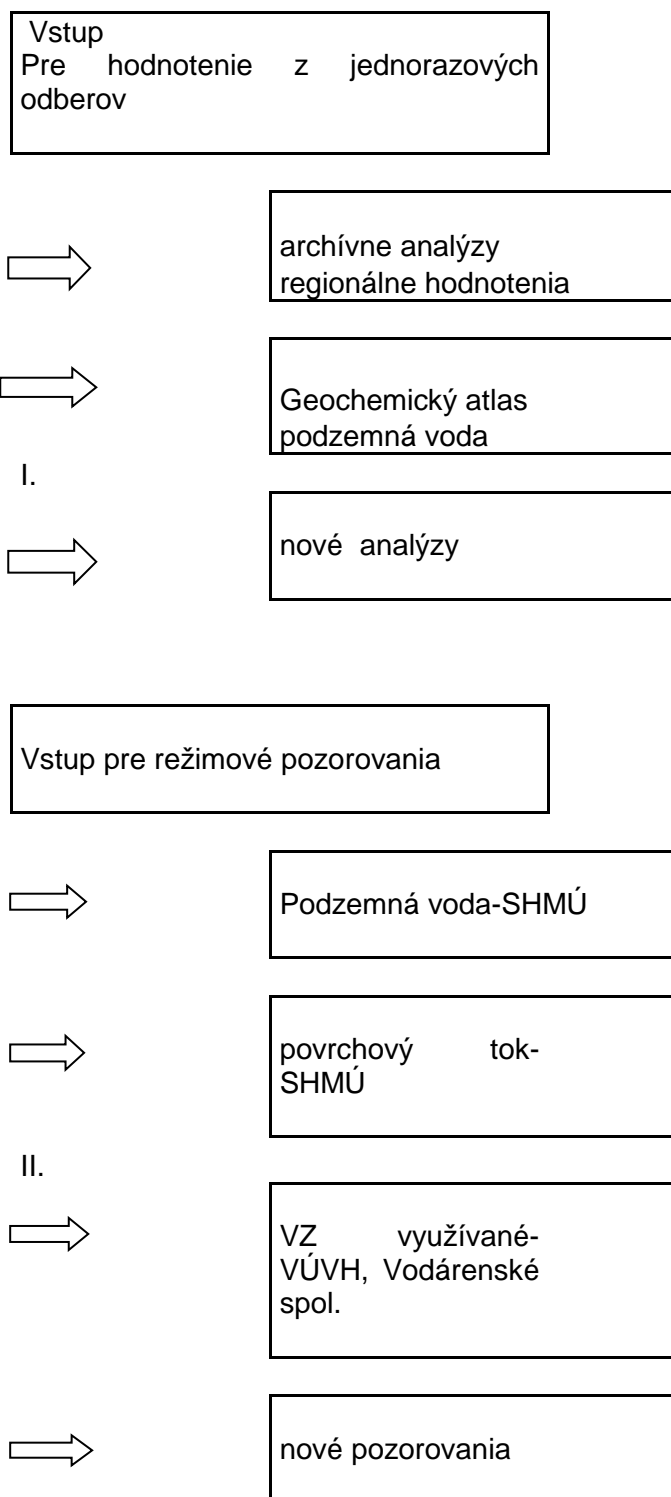 Vstup
Pre hodnotenie z jednorazových
odberov
archívne analýzy
regionálne hodnotenia
Geochemický atlas
podzemná voda
I.
nové analýzy
Vstup pre režimové pozorovania
Podzemná voda-SHMÚ
povrchový tok-
SHMÚ
II.
VZ využívané-
VÚVH, Vodárenské
spol.
nové pozorovania